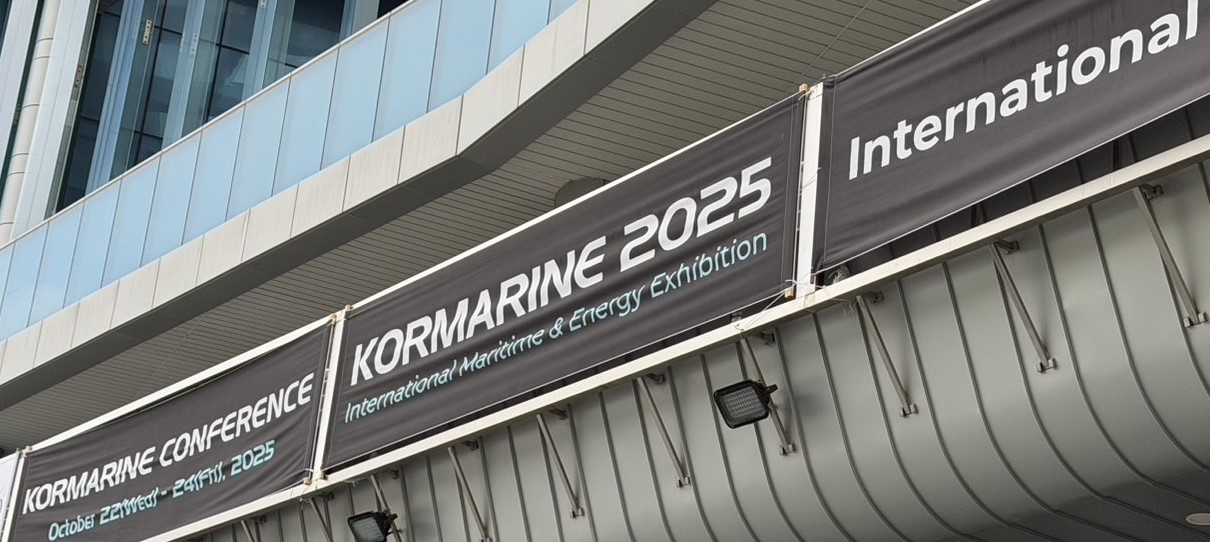 KORMARINE CONFERENCE
October 22(Wed) - 24(Fri), 2025
KORMARINE 2025
International Maritime & Energy Exhibition
International